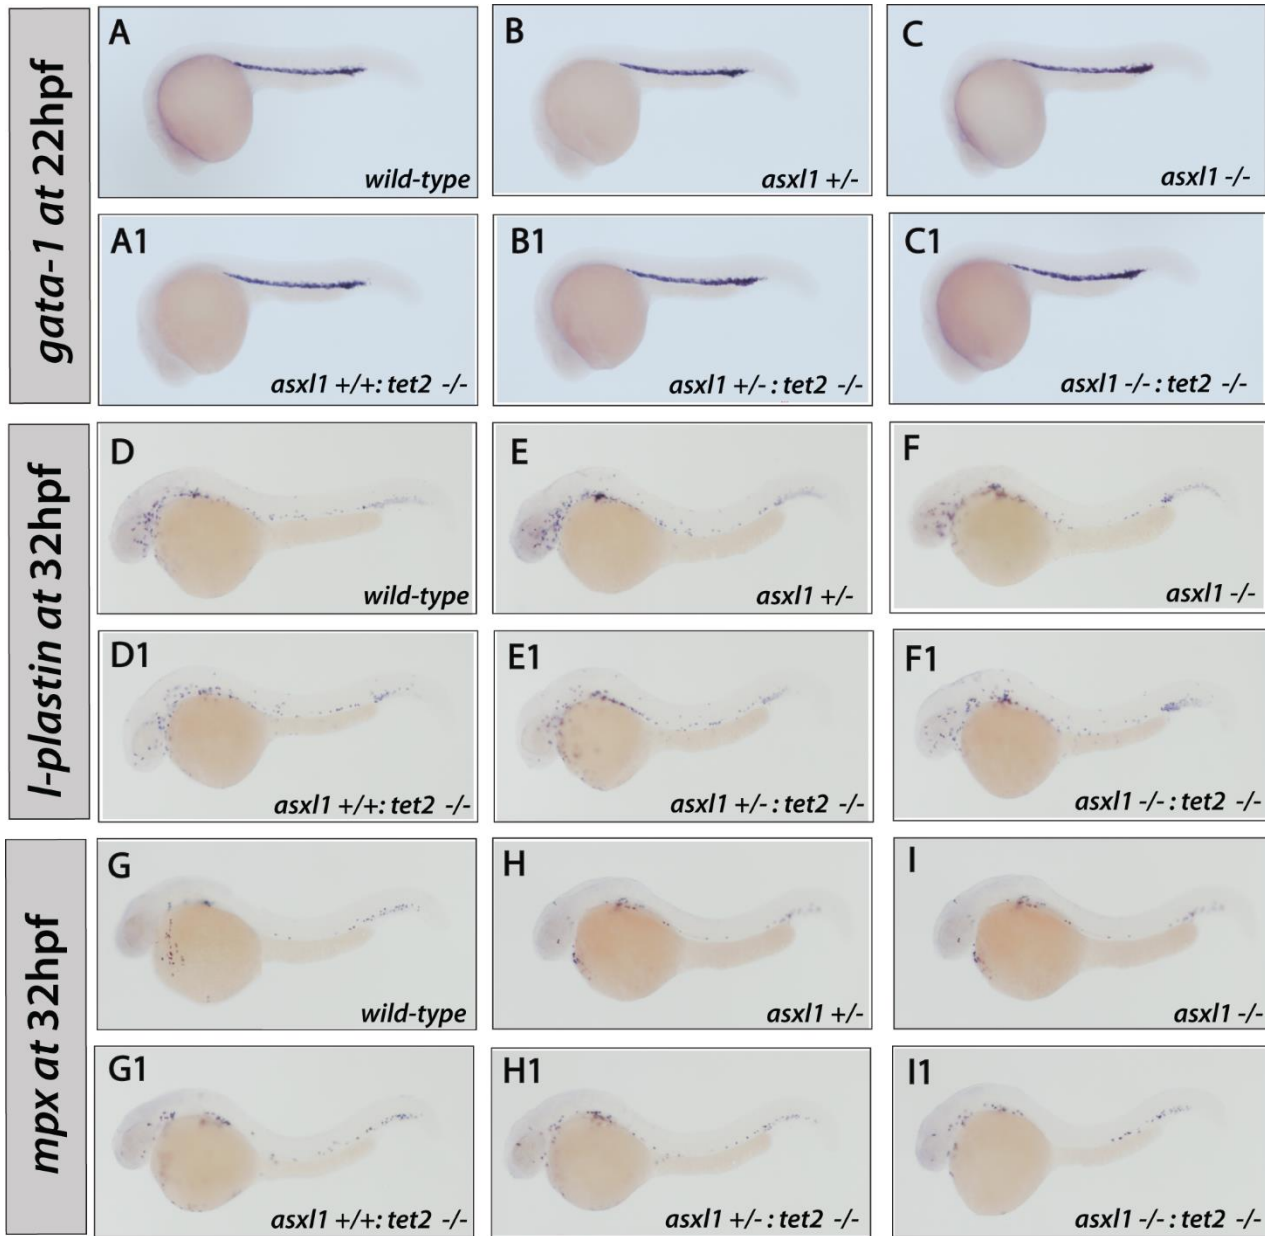 gata-1 at 22hpf
A
wild-type
B
asxl1 +/-
C
asxl1 -/-
A1
asxl1 +/+: tet2 -/-
B1
asxl1 +/- : tet2 -/-
C1
asxl1 -/- : tet2 -/-
l-plastin at 32hpf
D
wild-type
E
asxl1 +/-
F
asxl1 -/-
D1
asxl1 +/+: tet2 -/-
E1
asxl1 +/- : tet2 -/-
F1
asxl1 -/- : tet2 -/-
mpx at 32hpf
G
wild-type
H
asxl1 +/-
I
asxl1 -/-
G1
asxl1 +/+: tet2 -/-
H1
asxl1 +/- : tet2 -/-
I1
asxl1 -/- : tet2 -/-